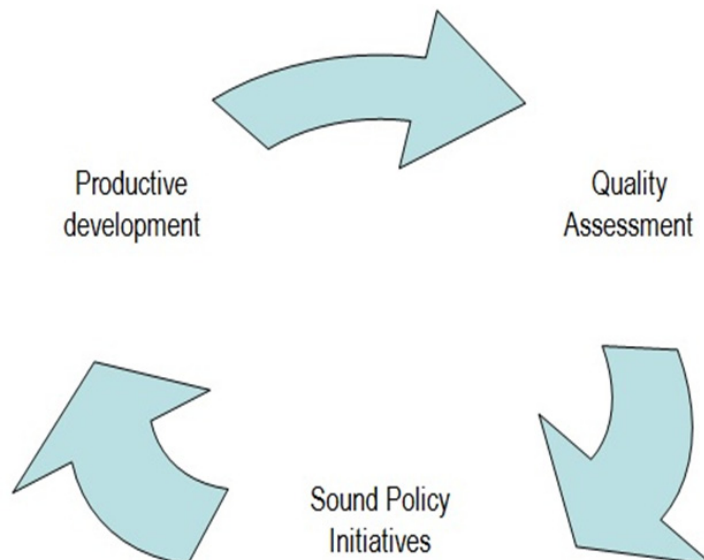 Productive
development
Quality
Assessment
Sound Policy
Initiatives